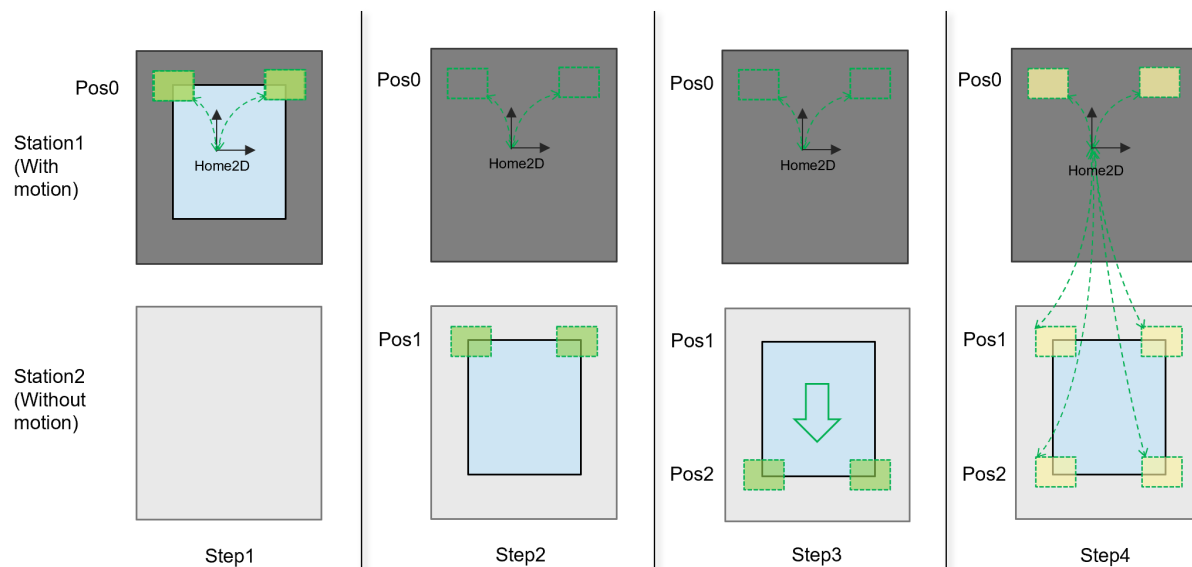 Pos0
Pos0
Pos0
Pos0
Station1
(With
motion)
Home2D
Home2D
Home2D
Home2D
Pos1
Pos1
Pos1
Station2
(Without
motion)
Pos2
Pos2
Step1
Step2
Step3
Step4